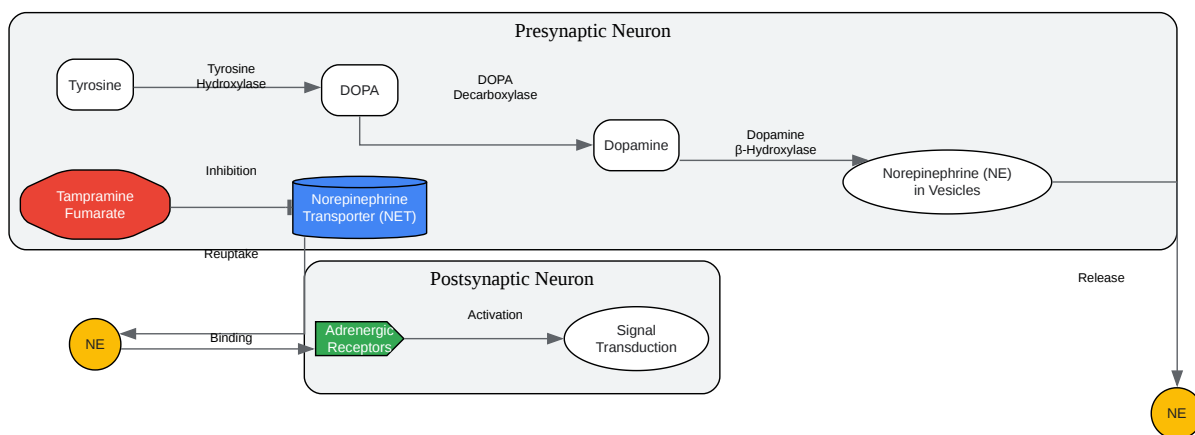 Presynaptic Neuron
Tyrosine
Tyrosine
Hydroxylase
DOPA
DOPA
Decarboxylase
Dopamine
Dopamine
β-Hydroxylase
Norepinephrine (NE)
in Vesicles
Tampramine
Fumarate
Inhibition
Norepinephrine
Transporter (NET)
Reuptake
Release
Postsynaptic Neuron
NE
Binding
Adrenergic
Receptors
Activation
Signal
Transduction
NE